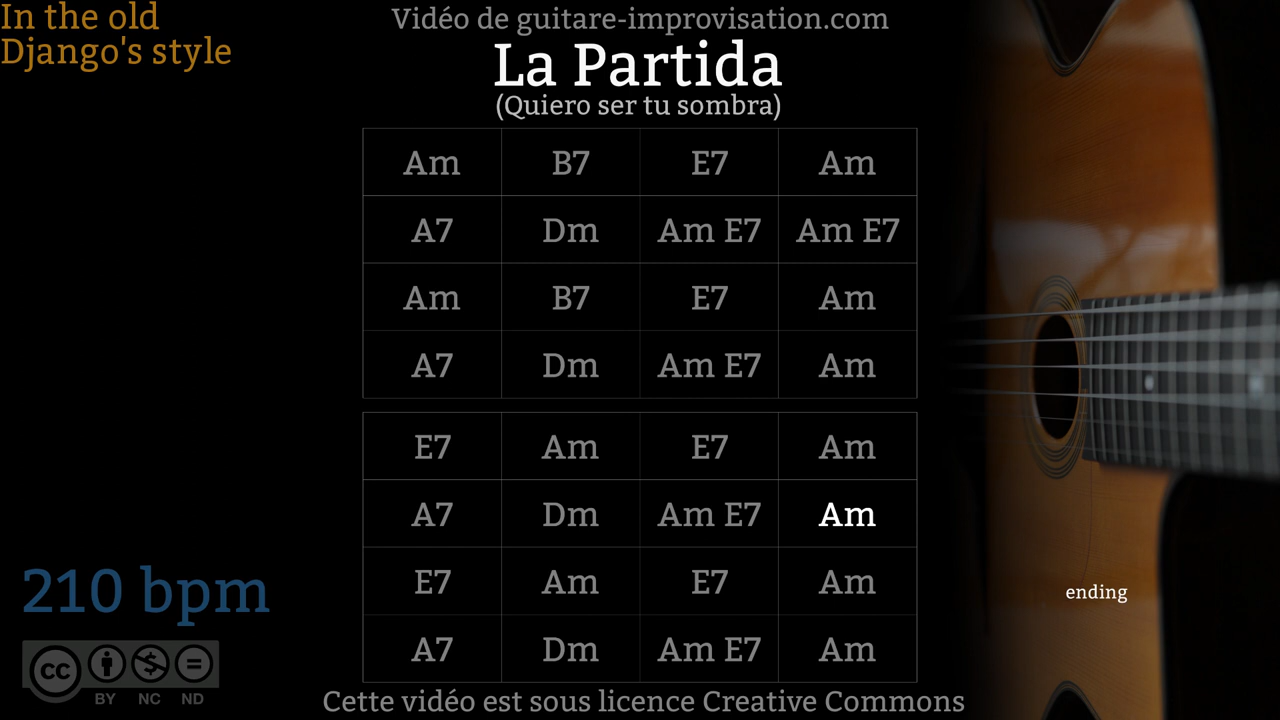 In the old
Django's style
Vidéo de guitare-improvisation.com
La Partida
(Quiero ser tu sombra)
Am B7 E7 Am
A7 Dm Am E7 Am E7
Am B7 E7 Am
A7 Dm Am E7 Am
E7 Am E7 Am
A7 Dm Am E7 Am
E7 Am E7 Am
A7 Dm Am E7 Am
ending
210 bpm
cc
BY NC ND
Cette vidéo est sous licence Creative Commons